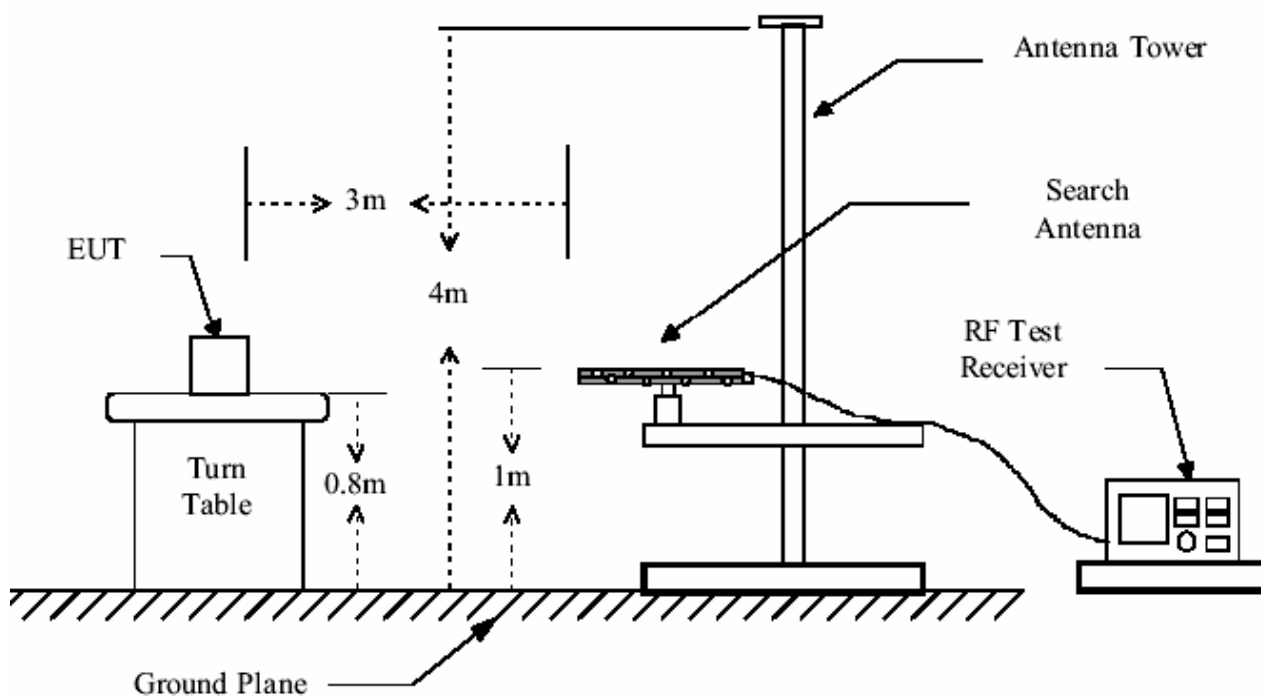 Antenna Tower
3m
Search
Antenna
EUT
4m
RF Test
Receiver
Turn
Table
0.8m
1m
Ground Plane